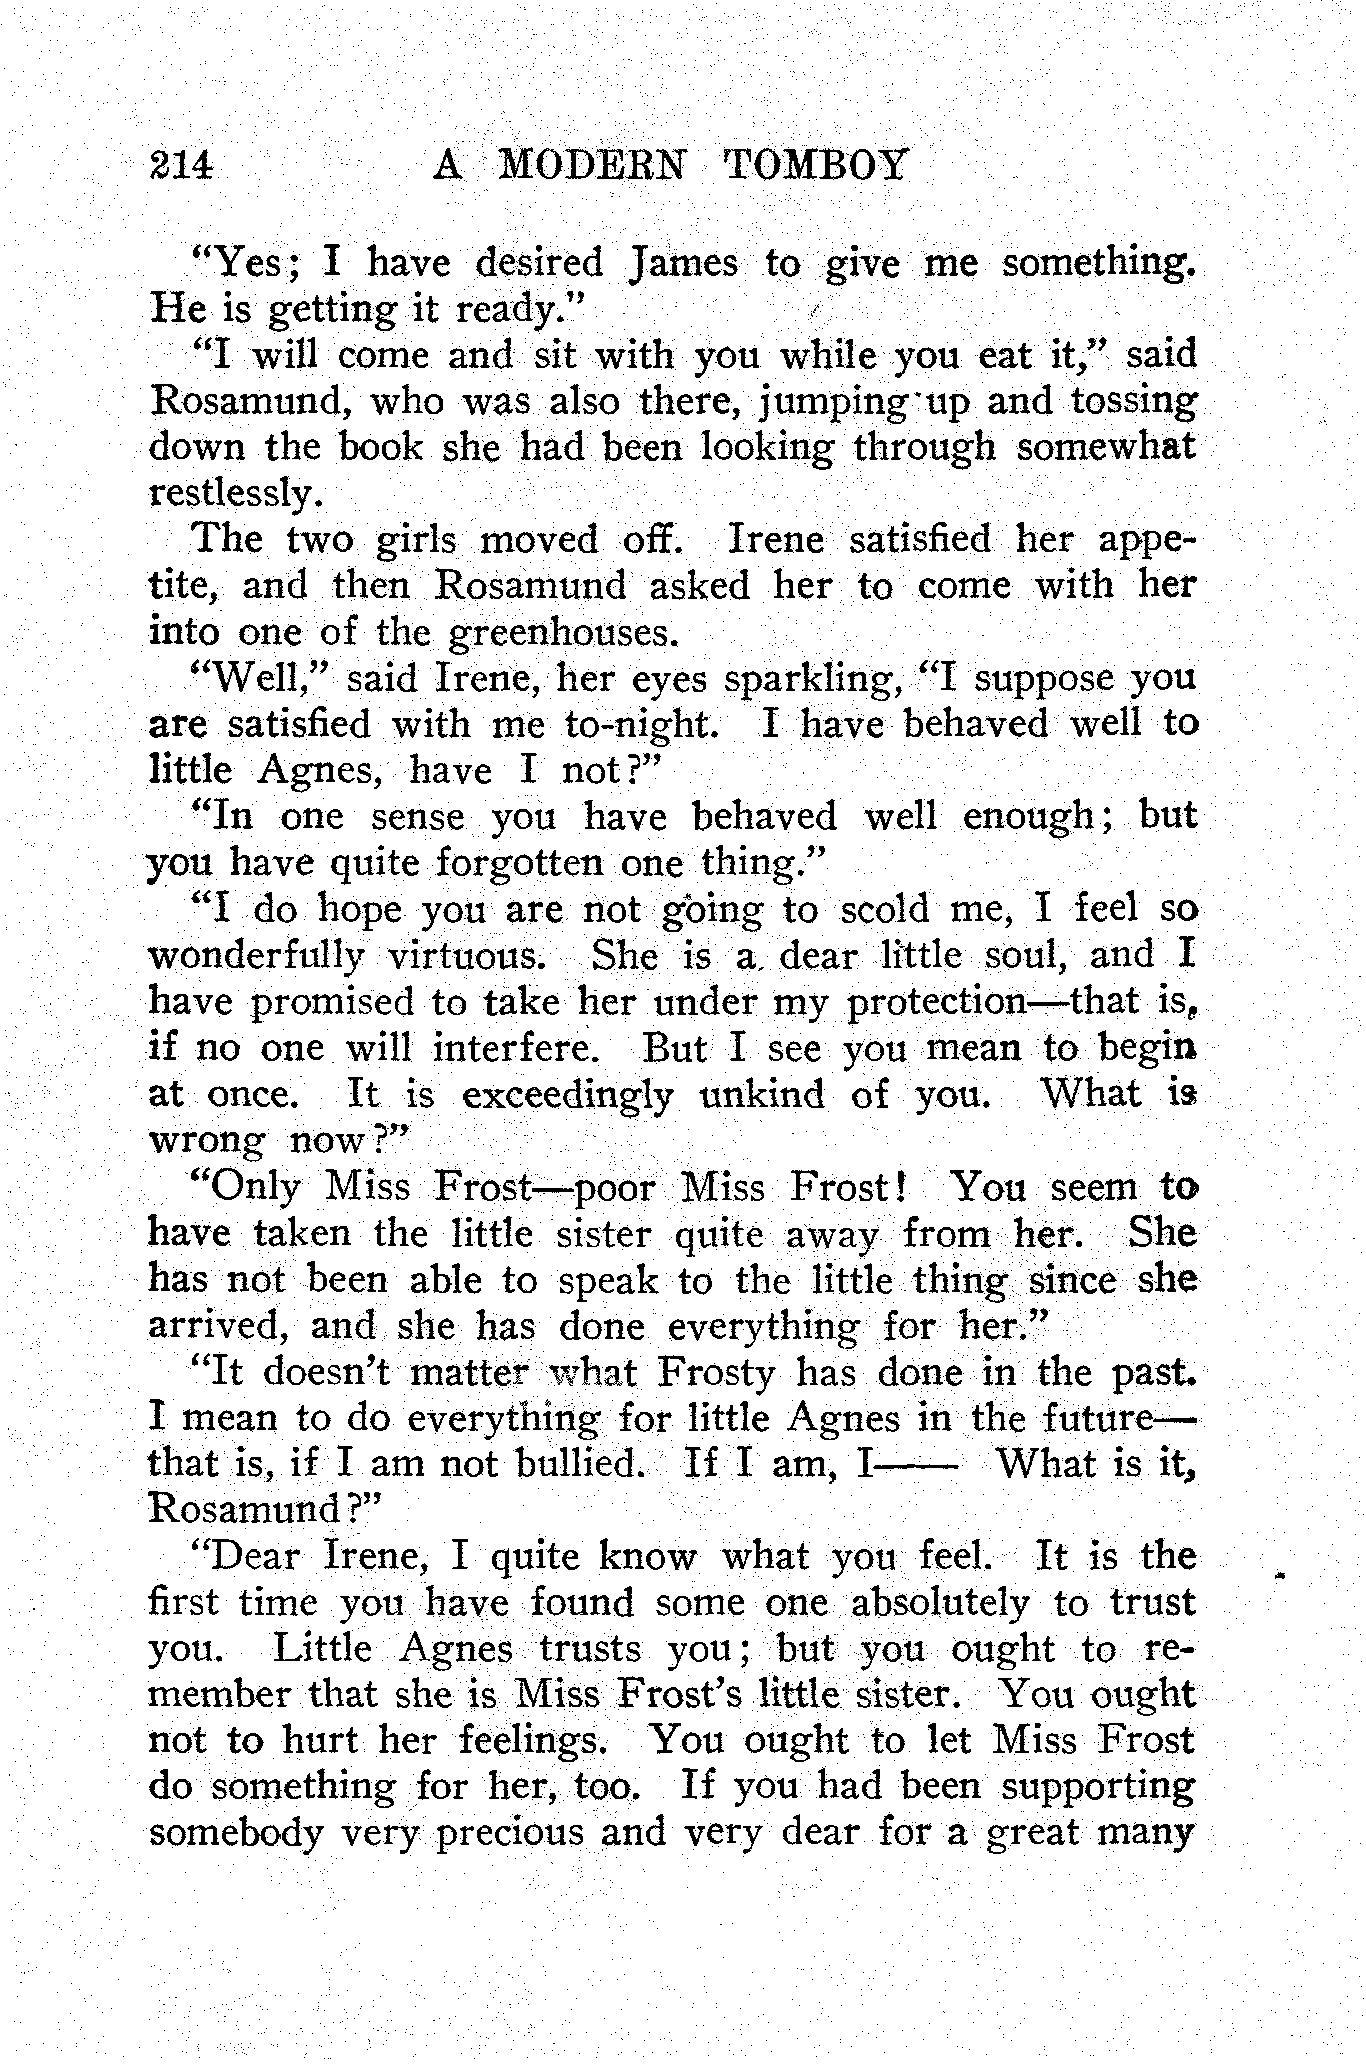 214 A MODERN TOMBOY
“Yes; I have desired James to give me something.
He is getting it ready.”
“I will come and sit with you while you eat it,” said
Rosamund, who was also there, jumping up and tossing
down the book she had been looking through somewhat
restlessly.
The two girls moved off. Irene satisfied her appe-
tite, and then Rosamund asked her to come with her
into one of the greenhouses.
“Well,” said Irene, her eyes sparkling, “I suppose you
are satisfied with me to-night. I have behaved well to
little Agnes, have I not?”
“In one sense you have behaved well enough; but
you have quite forgotten one thing.”
“I do hope you are not going to scold me, I feel so
wonderfully virtuous. She is a dear little soul, and I
have promised to take her under my protection—that is,
if no one will interfere. But I see you mean to begin
at once. It is exceedingly unkind of you. What is
wrong now?”
“Only Miss Frost—poor Miss Frost! You seem to
have taken the little sister quite away from her. She
has not been able to speak to the little thing since she
arrived, and she has done everything for her.”
“It doesn’t matter what Frosty has done in the past.
I mean to do everything for little Agnes in the future—
that is, if I am not bullied. If I am, I—— What is it,
Rosamund?”
“Dear Irene, I quite know what you feel. It is the
first time you have found some one absolutely to trust
you. Little Agnes trusts you; but you ought to re-
member that she is Miss Frost’s little sister. You ought
not to hurt her feelings. You ought to let Miss Frost
do something for her, too. If you had been supporting
somebody very precious and very dear for a great many